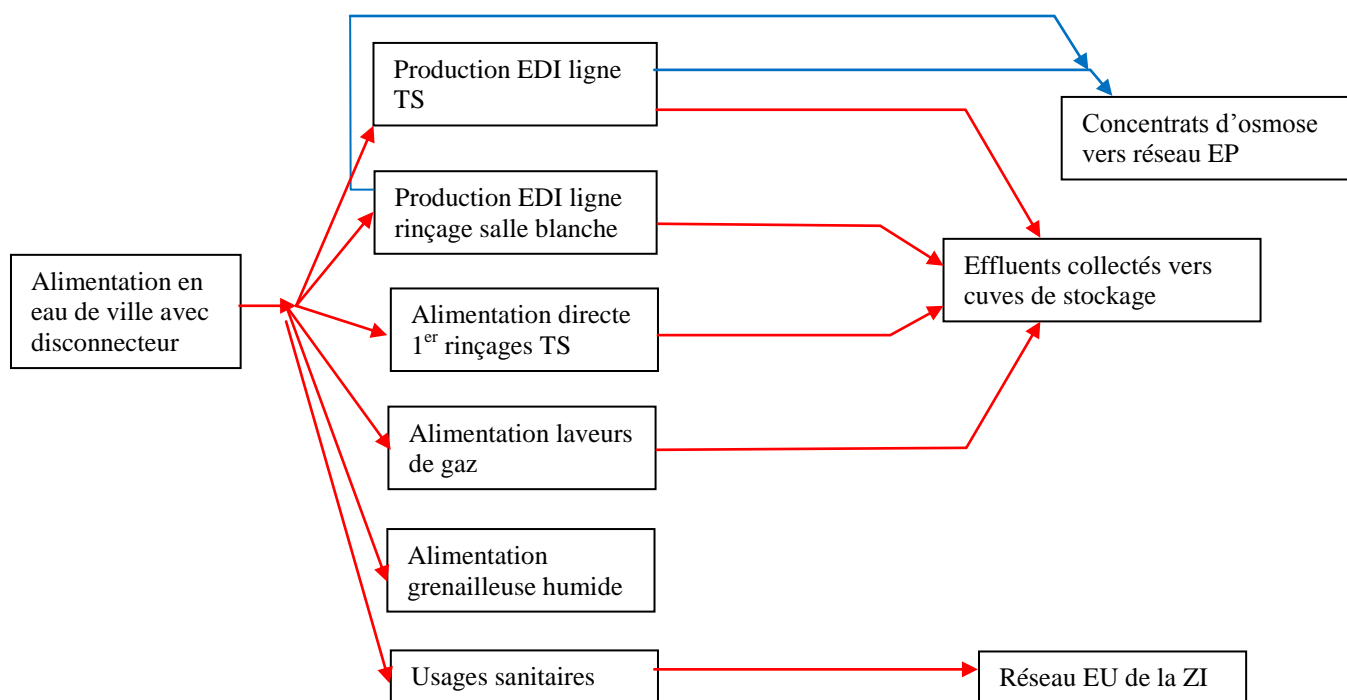 Production EDI ligne
TS
Concentrats d’osmose
vers réseau EP
Production EDI ligne
rinçage salle blanche
Alimentation en
eau de ville avec
disconnecteur
Effluents collectés vers
cuves de stockage
Alimentation directe
1er rinçages TS
Alimentation laveurs
de gaz
Alimentation
grenailleuse humide
Usages sanitaires
Réseau EU de la ZI